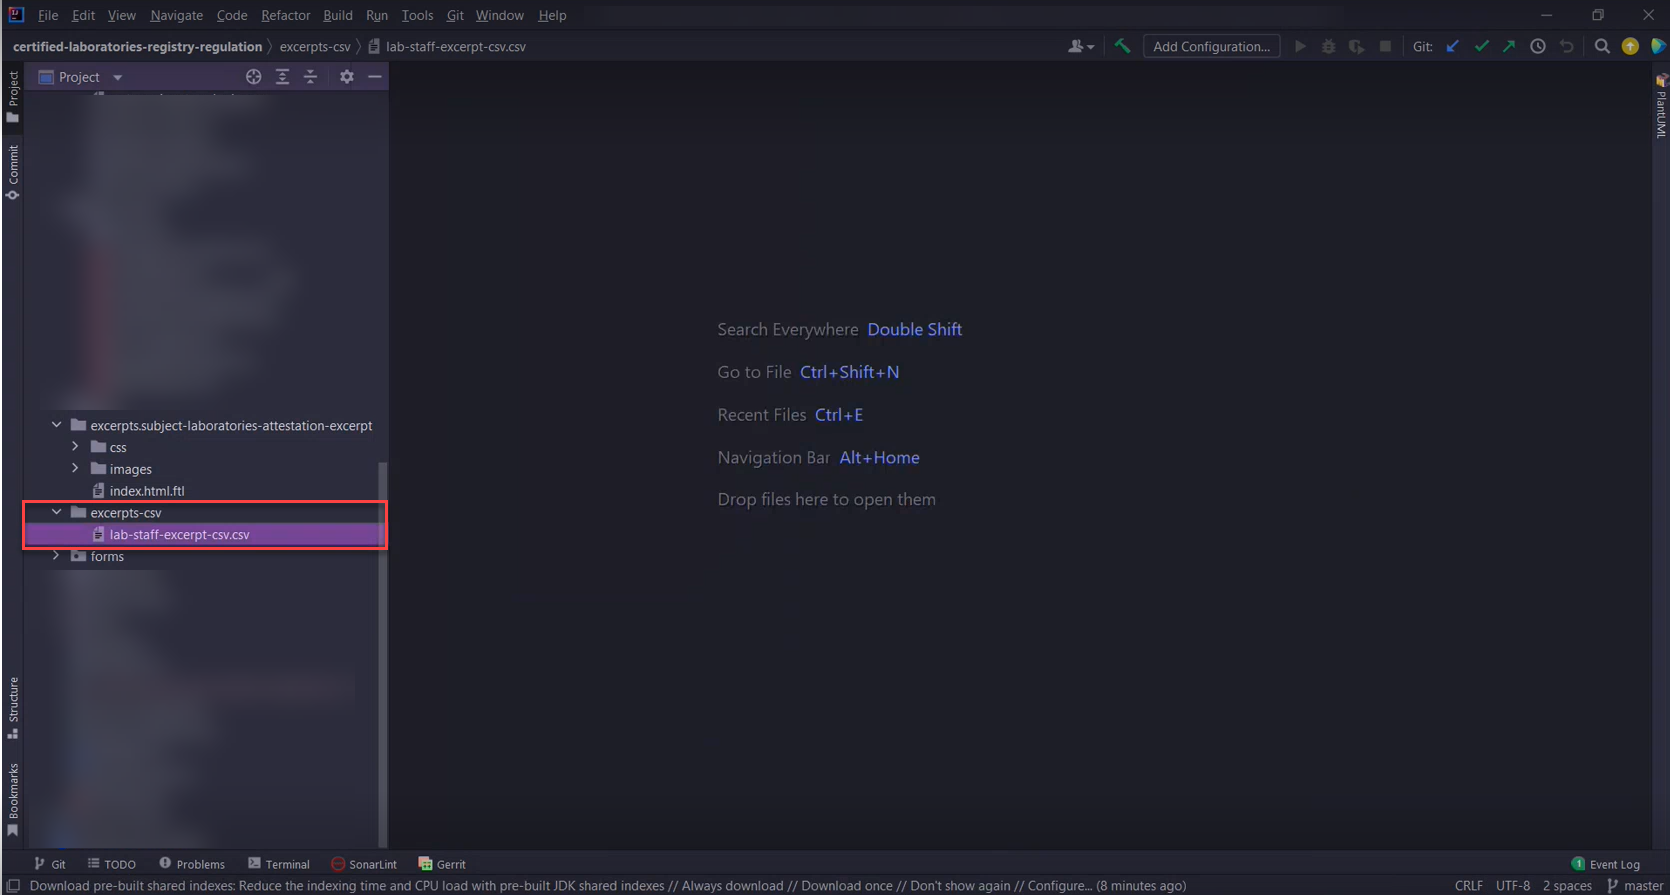 File Edit View Navigate Code Refactor Build Run Tools Git Window Help
certified-laboratories-registry-regulation excerpts-csv lab-staff-excerpt-csv.csv
Add Configuration... Git:
Project
Project
Commit
Structure
Bookmarks
PlantUML
excerpts.subject-laboratories-attestation-excerpt
css
images
index.html.ftl
excerpts-csv
lab-staff-excerpt-csv.csv
forms
Search Everywhere Double Shift
Go to File Ctrl+Shift+N
Recent Files Ctrl+E
Navigation Bar Alt+Home
Drop files here to open them
Git TODO Problems Terminal SonarLint Gerrit 1 Event Log
Download pre-built shared indexes: Reduce the indexing time and CPU load with pre-built JDK shared indexes // Always download // Download once // Don't show again // Configure... (8 minutes ago) CRLF UTF-8 2 spaces master